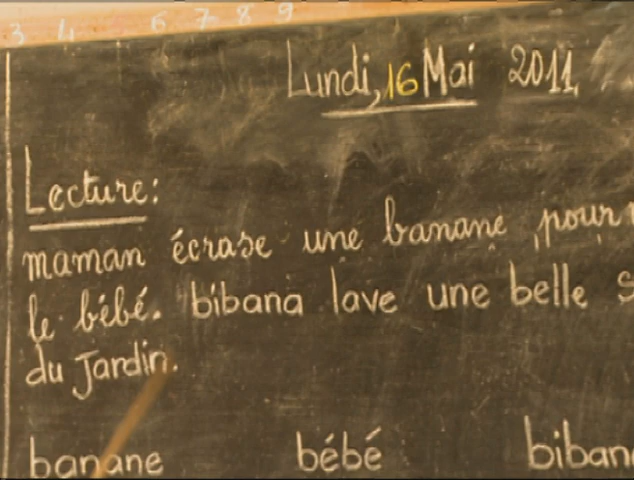 3 4 6 7 8 9
Lundi, 16 Mai 2011
Lecture:
maman écrase une banane pour
le bébé. bibana lave une belle
du Jardin.
banane bébé biban